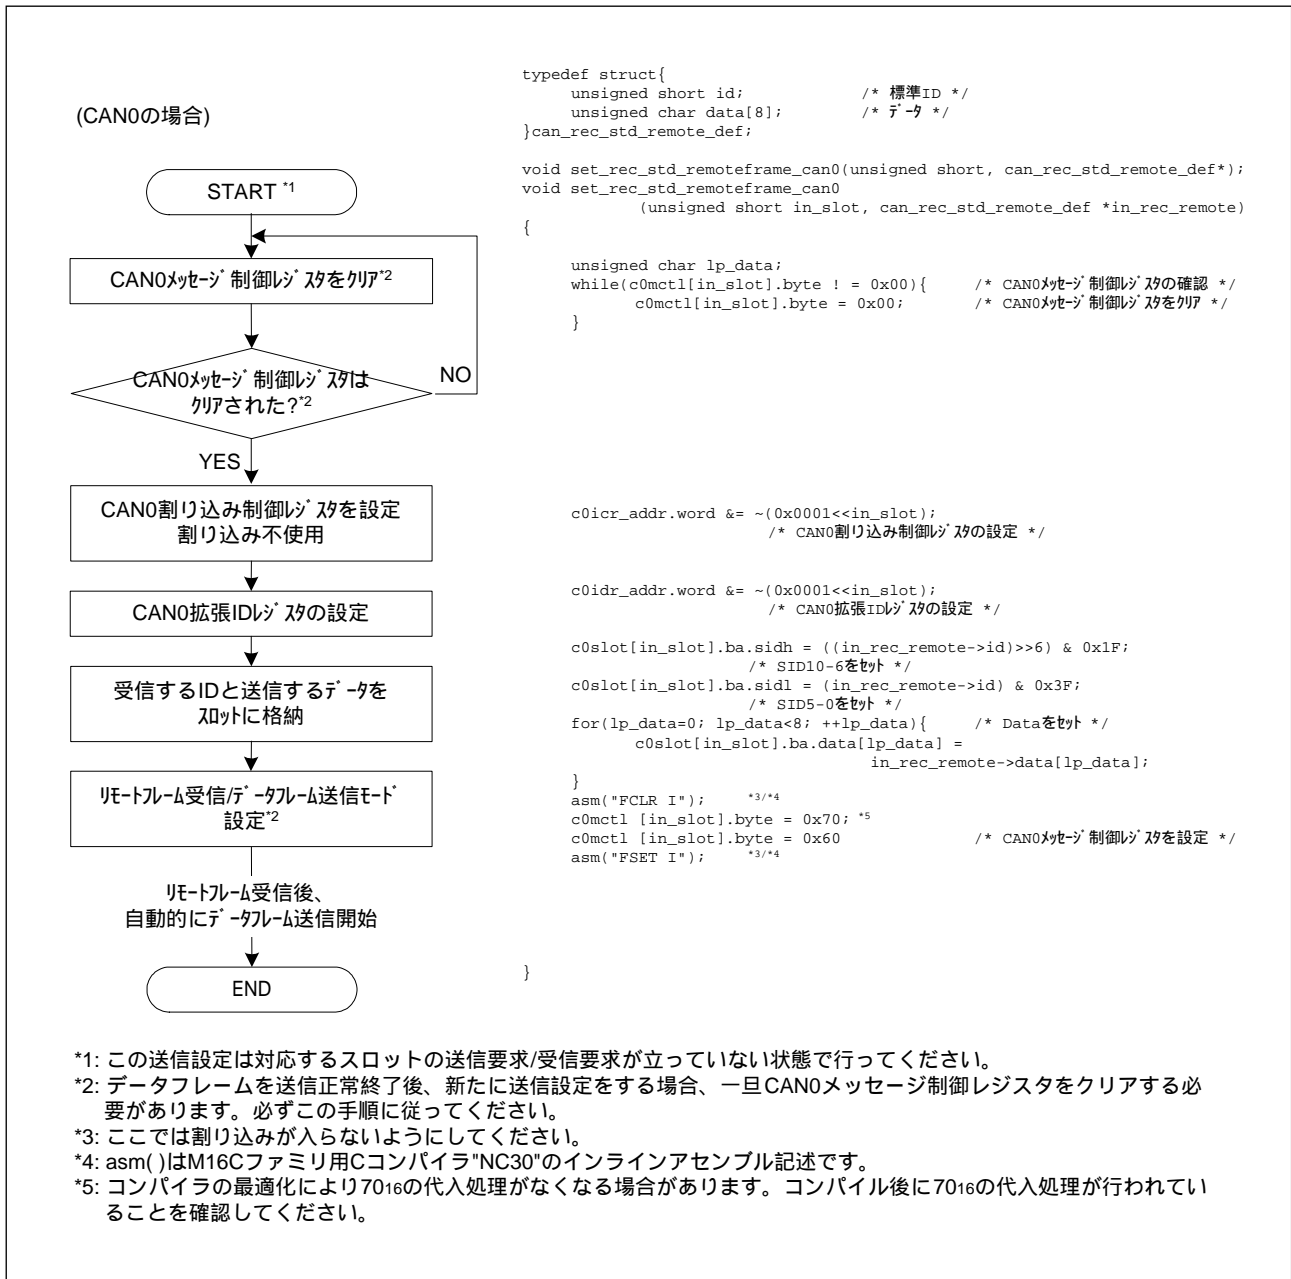 (CAN0の場合)
START *1
CAN0メッセージ制御レジスタをクリア*2
CAN0メッセージ制御レジスタは
クリアされた?*2
NO
YES
CAN0割り込み制御レジスタを設定
割り込み不使用
CAN0拡張IDレジスタの設定
受信するIDと送信するデータを
スロットに格納
リモートフレーム受信/データフレーム送信モード
設定*2
リモートフレーム受信後、
自動的にデータフレーム送信開始
END
typedef struct{
unsigned short id; /* 標準ID */
unsigned char data[8]; /* データ */
}can_rec_std_remote_def;
void set_rec_std_remoteframe_can0(unsigned short, can_rec_std_remote_def*);
void set_rec_std_remoteframe_can0
(unsigned short in_slot, can_rec_std_remote_def *in_rec_remote)
{
unsigned char lp_data;
while(c0mctl[in_slot].byte ! = 0x00){ /* CAN0メッセージ制御レジスタの確認 */
c0mctl[in_slot].byte = 0x00; /* CAN0メッセージ制御レジスタをクリア */
}
c0icr_addr.word &= ~(0x0001<<in_slot);
/* CAN0割り込み制御レジスタの設定 */
c0idr_addr.word &= ~(0x0001<<in_slot);
/* CAN0拡張IDレジスタの設定 */
c0slot[in_slot].ba.sidh = ((in_rec_remote->id)>>6) & 0x1F;
/* SID10-6をセット */
c0slot[in_slot].ba.sidl = (in_rec_remote->id) & 0x3F;
/* SID5-0をセット */
for(lp_data=0; lp_data<8; ++lp_data){ /* Dataをセット */
c0slot[in_slot].ba.data[lp_data] =
in_rec_remote->data[lp_data];
}
asm("FCLR I"); *3/*4
c0mctl [in_slot].byte = 0x70; *5
c0mctl [in_slot].byte = 0x60 /* CAN0メッセージ制御レジスタを設定 */
asm("FSET I"); *3/*4
}
*1: この送信設定は対応するスロットの送信要求/受信要求が立っていない状態で行ってください。
*2: データフレームを送信正常終了後、新たに送信設定をする場合、一旦CAN0メッセージ制御レジスタをクリアする必
要があります。必ずこの手順に従ってください。
*3: ここでは割り込みが入らないようにしてください。
*4: asm( )はM16Cファミリ用Cコンパイラ"NC30"のインラインアセンブル記述です。
*5: コンパイラの最適化により7016の代入処理がなくなる場合があります。コンパイル後に7016の代入処理が行われてい
ることを確認してください。